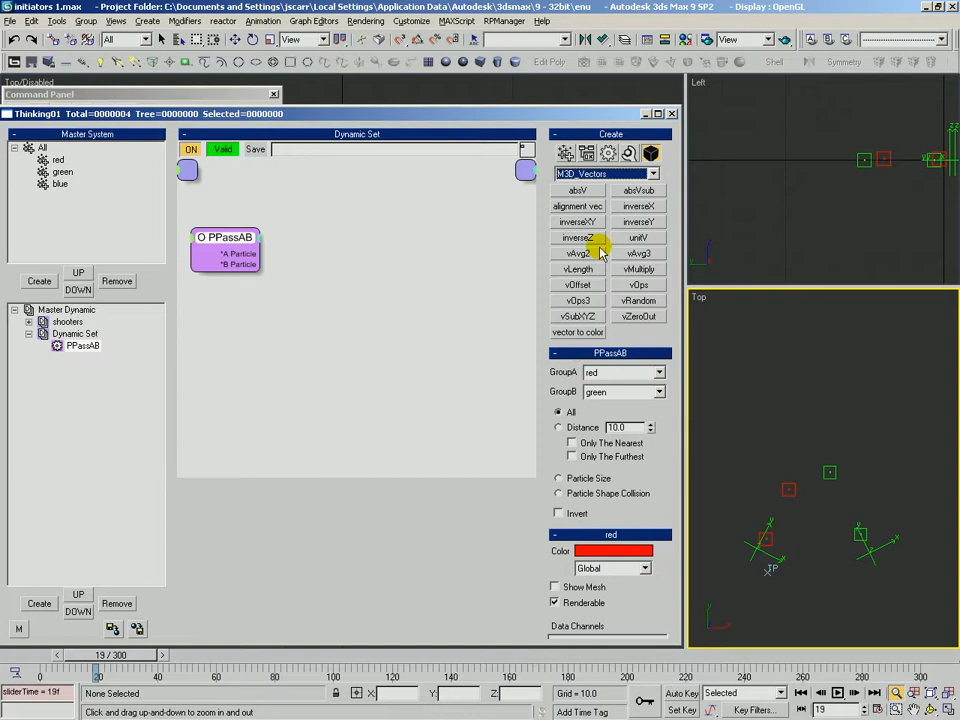 initiators 1.max - Project Folder: C:\Documents and Settings\jscarr\Local Settings\Application Data\Autodesk\3dsmax\9 - 32bit\enu - Autodesk 3ds Max 9 SP2 - Display : OpenGL
File Edit Tools Group Views Create Modifiers reactor Animation Graph Editors Rendering Customize MAXScript RPManager Help
All View View
Edit Poly Shell Symmetry
Top/Disabled
Command Panel
Left
Thinking01 Total=0000004 Tree=0000000 Selected=0000000
Master System
Dynamic Set
Create
All
red
green
blue
ON Valid Save
M3D_Vectors
absV vAbsub
alignment vec inverseX
inverseXY inverseY
inverseZ unitV
vAvg2 vAvg3
vLength vMultiply
vOffset vOps
vOps3 vRandom
vSubXYZ vZeroOut
vector to color
O PPassAB
*A Particle
*B Particle
Create UP Remove
DOWN
Master Dynamic
shooters
Dynamic Set
PPassAB
PPassAB
GroupA red
GroupB green
All
Distance 10.0
Only The Nearest
Only The Furthest
Particle Size
Particle Shape Collision
Invert
red
Color
Global
Show Mesh
Renderable
Data Channels
Create UP Remove
DOWN
M
Top
TP
19 / 300
20 40 60 80 100 120 140 160 180 200 220 240 260 280 300
sliderTime = 19f
None Selected X: Y: Z: Grid = 10.0 Auto Key Selected
Click and drag up-and-down to zoom in and out Add Time Tag Set Key Key Filters... 19